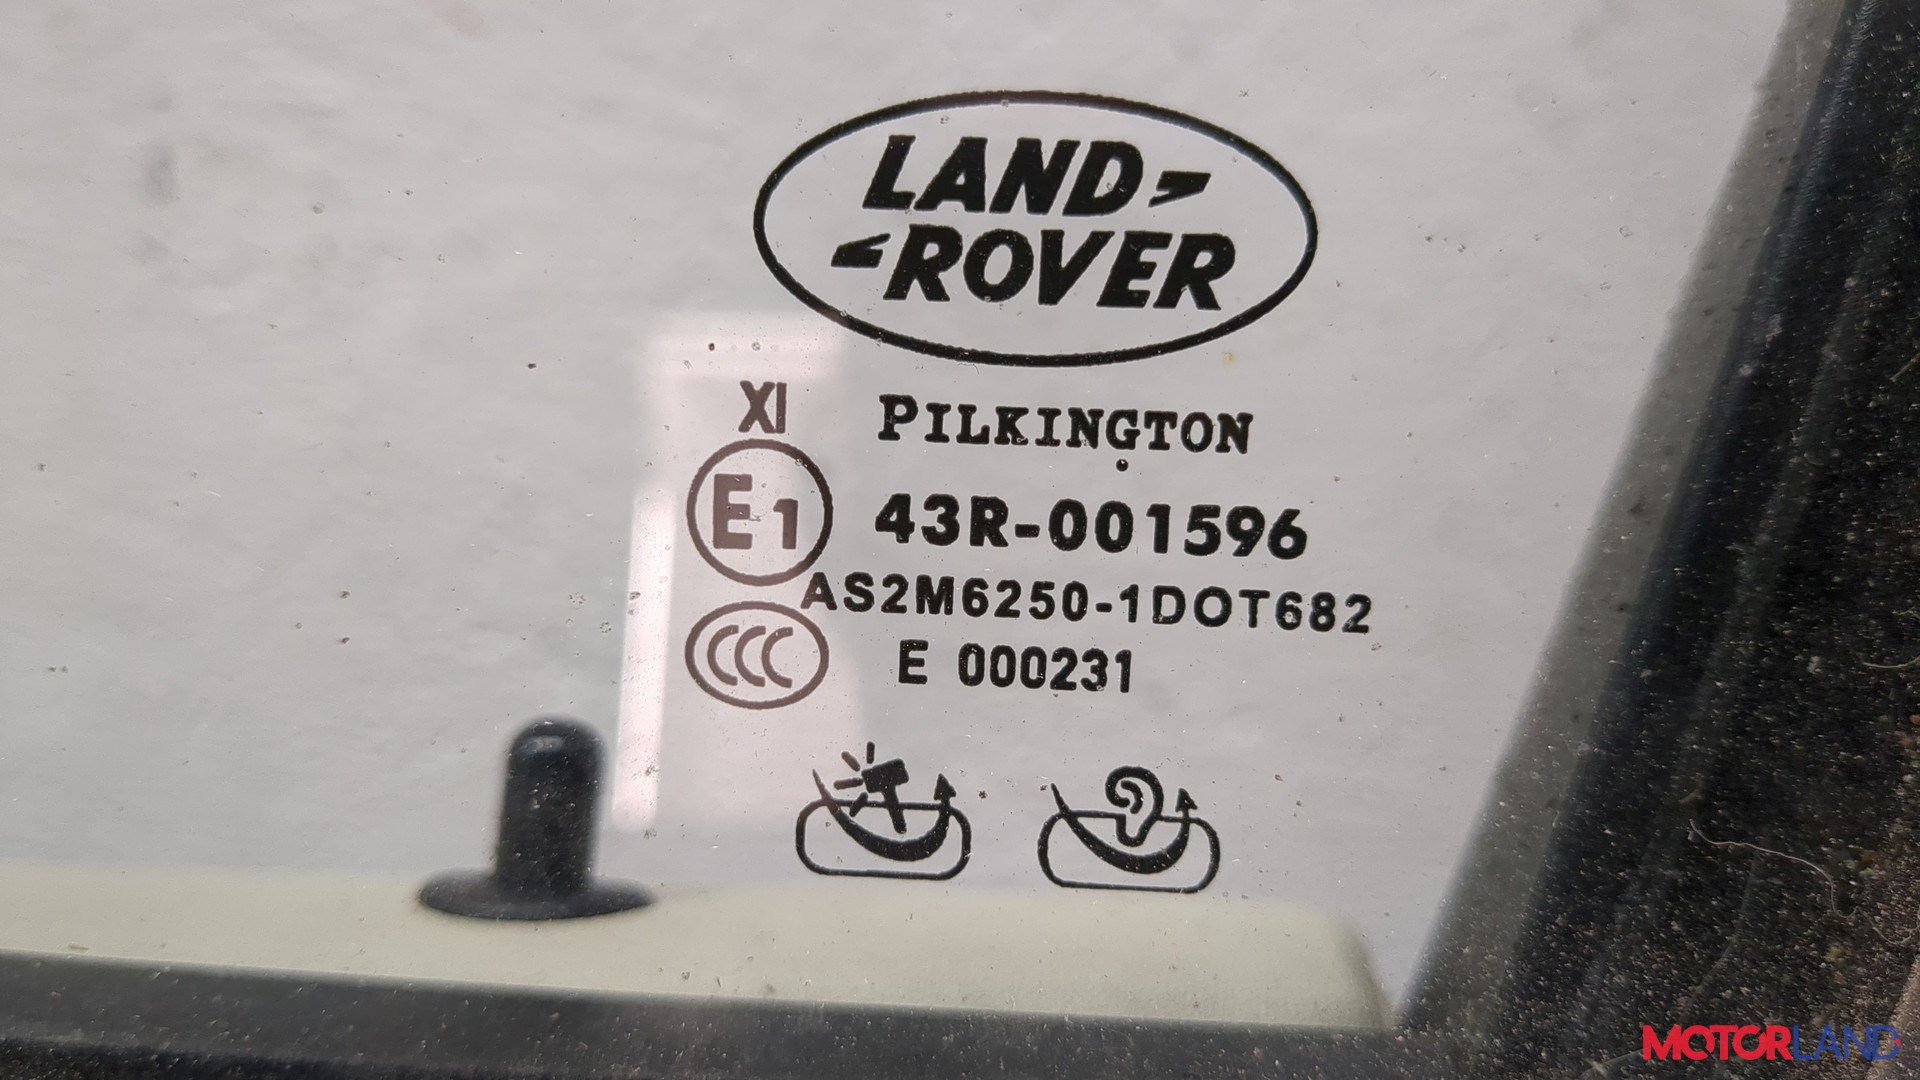 LAND
ROVER
XI
PILKINGTON
E1
43R-001596
AS2M6250-1DOT682
CCC
E 000231
MOTORLAND